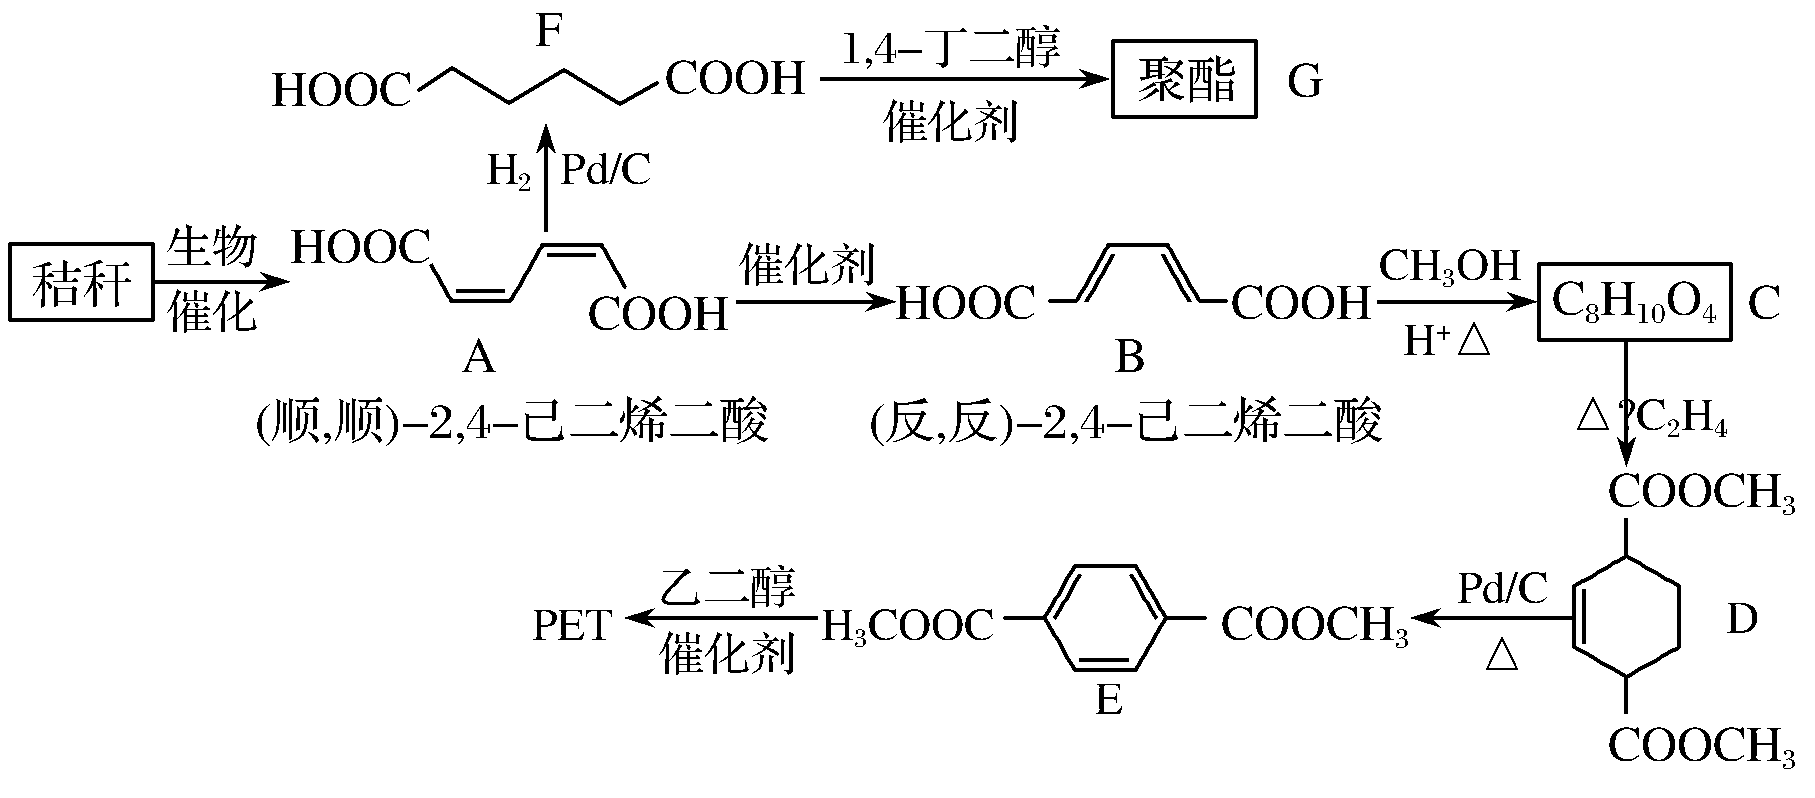 F
HOOC COOH 1,4-丁二醇 催化剂 聚酯 G
H₂ Pd/C
秸秆 生物 催化 HOOC COOH 催化剂 HOOC COOH CH₃OH H⁺ △ C₈H₁₀O₄ C
A B
(顺,顺)-2,4-己二烯二酸 (反,反)-2,4-己二烯二酸 △ ?C₂H₄
COOCH₃
PET 乙二醇 催化剂 H₃COOC COOCH₃ Pd/C △ D
E
COOCH₃